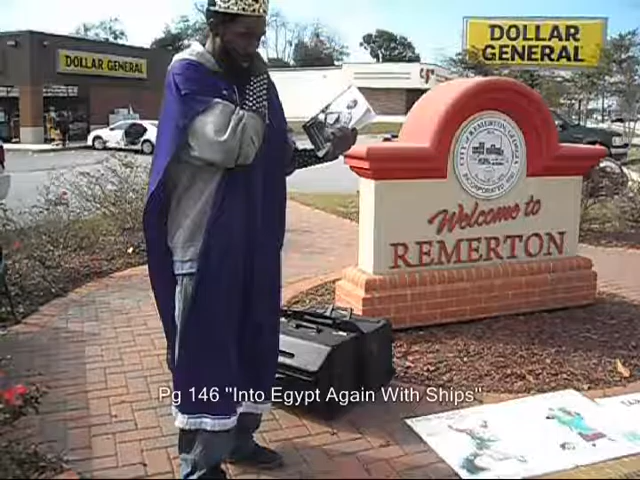 DOLLAR GENERAL
DOLLAR
GENERAL
Welcome to
REMERTON
Pg 146 "Into Egypt Again With Ships"